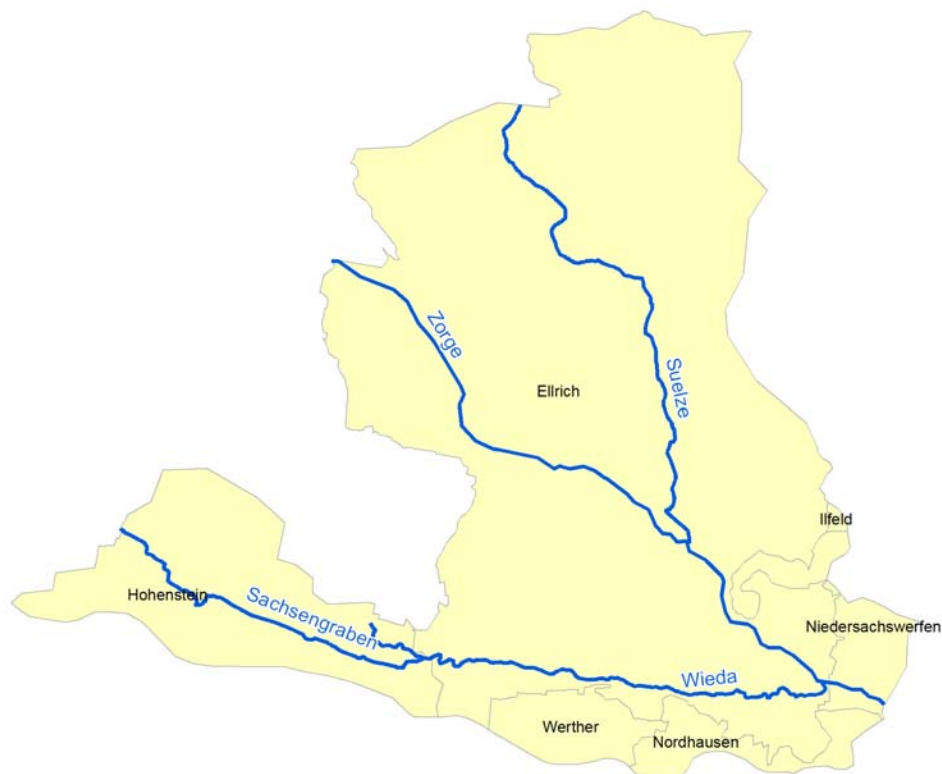 Zorge
Suelze
Ellrich
Ilfeld
Hohenstein
Sachsengraben
Niedersachswerfen
Wieda
Werther
Nordhausen